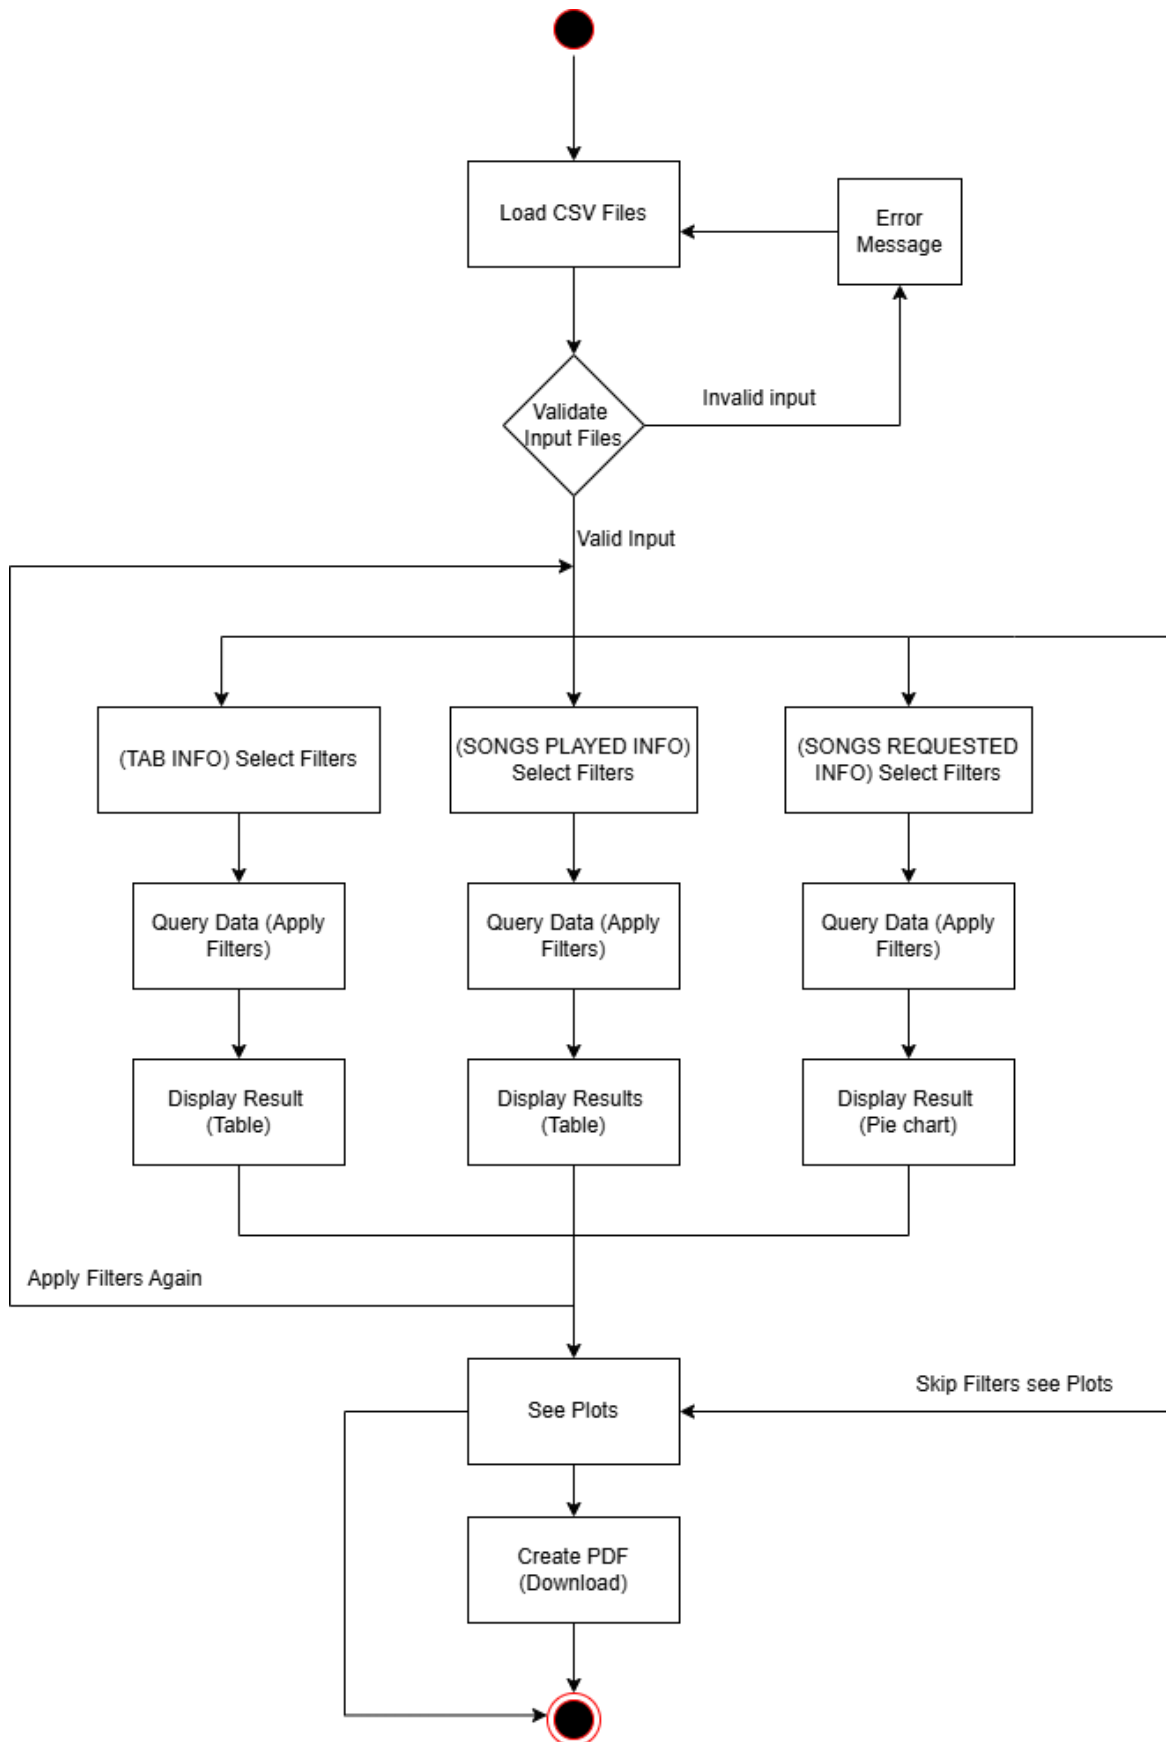 Load CSV Files
Error
Message
Invalid input
Validate
Input Files
Valid Input
(TAB INFO) Select Filters
(SONGS PLAYED INFO)
Select Filters
(SONGS REQUESTED
INFO) Select Filters
Query Data (Apply
Filters)
Query Data (Apply
Filters)
Query Data (Apply
Filters)
Display Result
(Table)
Display Results
(Table)
Display Result
(Pie chart)
Apply Filters Again
Skip Filters see Plots
See Plots
Create PDF
(Download)